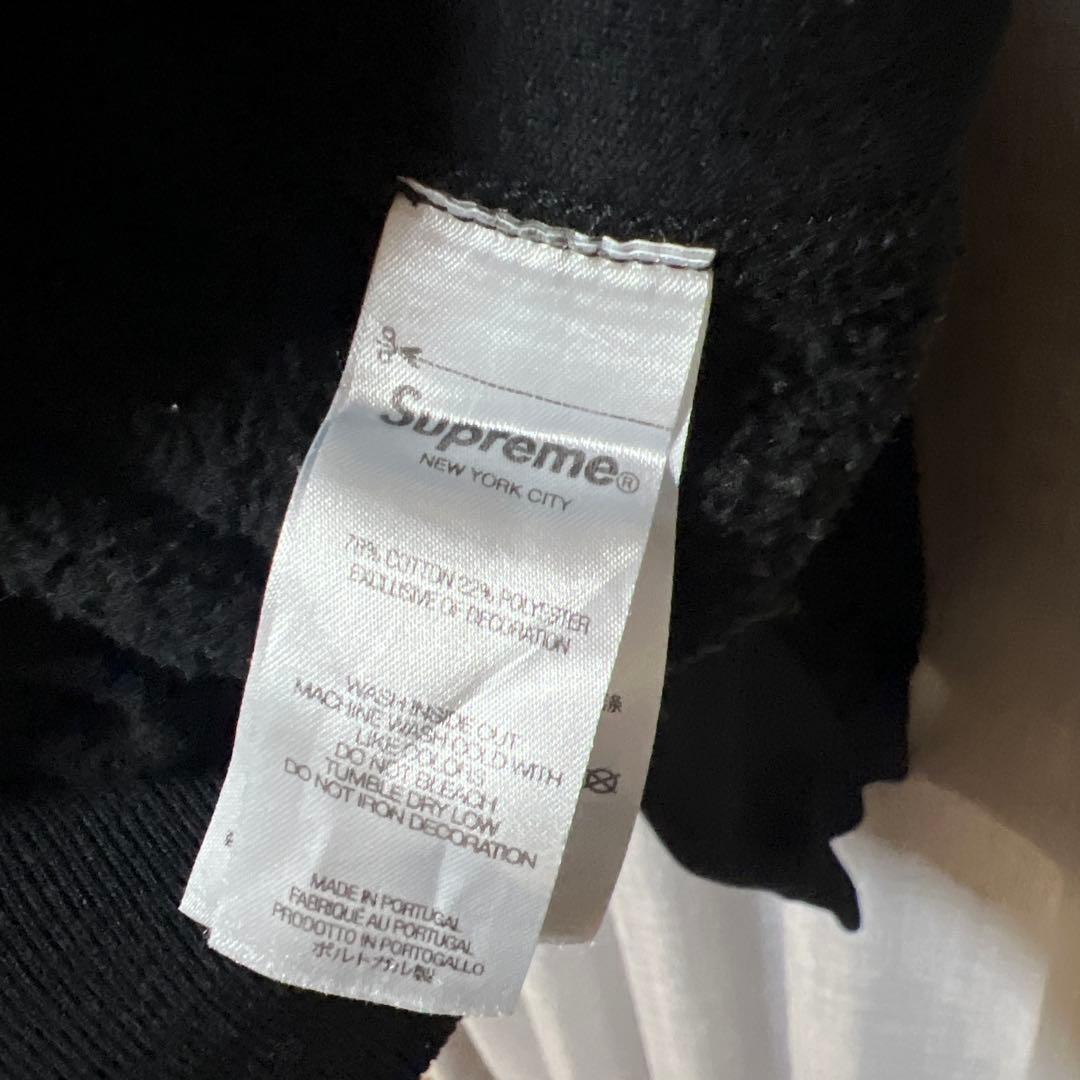 Supreme®
NEW YORK CITY
78% COTTON 22% POLYESTER
EXCLUSIVE OF DECORATION
WASH INSIDE OUT
MACHINE WASH COLD WITH
LIKE COLORS
DO NOT BLEACH
TUMBLE DRY LOW
DO NOT IRON DECORATION
MADE IN PORTUGAL
FABRIQUÉ AU PORTUGAL
PRODOTTO IN PORTOGALLO
ポルトガル製